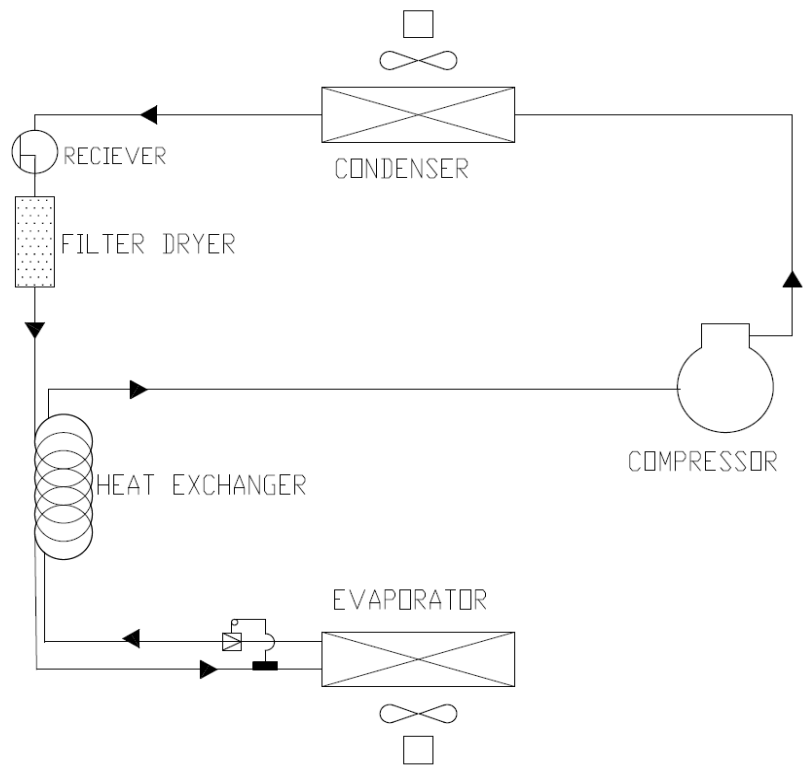 RECIEVER
CONDENSER
FILTER DRYER
COMPRESSOR
HEAT EXCHANGER
EVAPORATOR